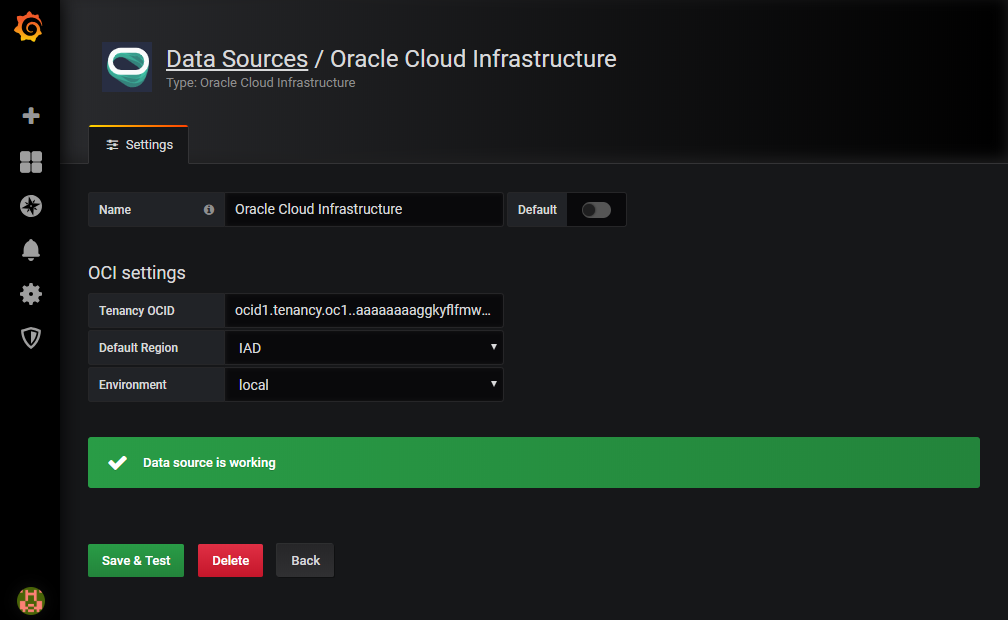 Data Sources / Oracle Cloud Infrastructure
Type: Oracle Cloud Infrastructure
Settings
Name Oracle Cloud Infrastructure Default
OCI settings
Tenancy OCID ocid1.tenancy.oc1..aaaaaaaaggkyflfmw...
Default Region IAD
Environment local
Data source is working
Save & Test Delete Back